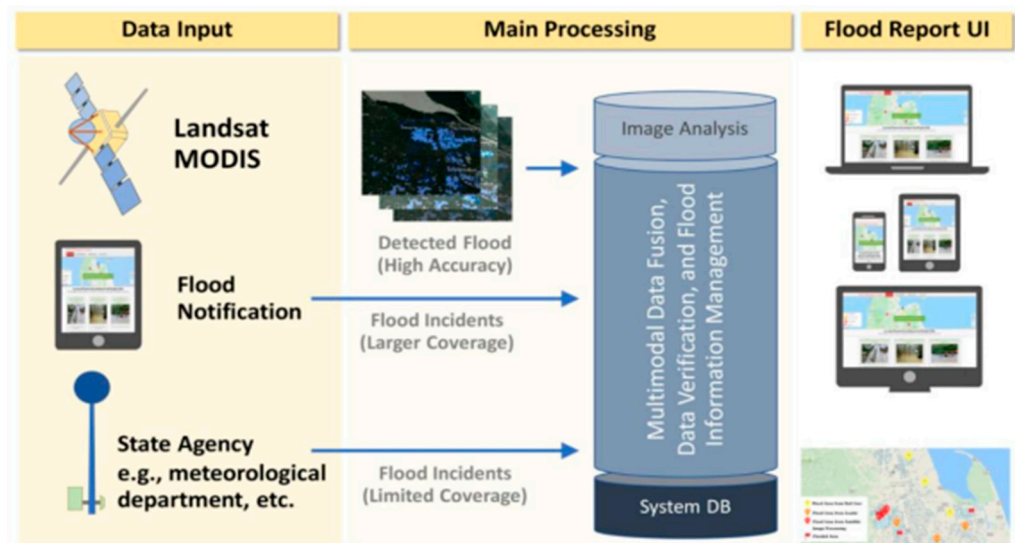 Data Input
Main Processing
Flood Report UI
Landsat
MODIS
Detected Flood
(High Accuracy)
Image Analysis
Flood
Notification
Flood Incidents
(Larger Coverage)
Multimodal Data Fusion,
Data Verification, and Flood
Information Management
State Agency
e.g., meteorological
department, etc.
Flood Incidents
(Limited Coverage)
System DB